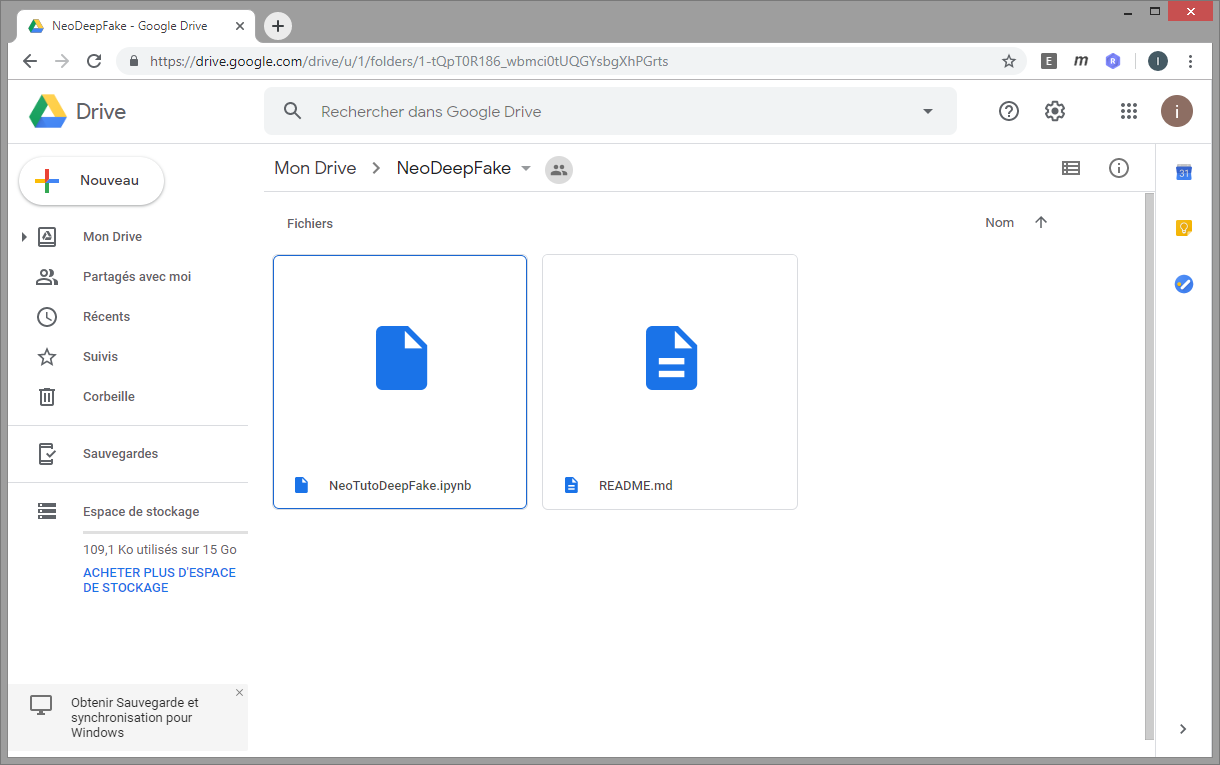 NeoDeepFake - Google Drive
https://drive.google.com/drive/u/1/folders/1-tQpT0R186_wbmci0tUQGYsbgXhPGrts
E m R I
Drive
Rechercher dans Google Drive
i
Nouveau
Mon Drive NeoDeepFake
31
Mon Drive
Partagés avec moi
Récents
Suivis
Corbeille
Sauvegardes
Espace de stockage
109,1 Ko utilisés sur 15 Go
ACHETER PLUS D'ESPACE
DE STOCKAGE
Obtenir Sauvegarde et
synchronisation pour
Windows
Fichiers
Nom
NeoTutoDeepFake.ipynb
README.md